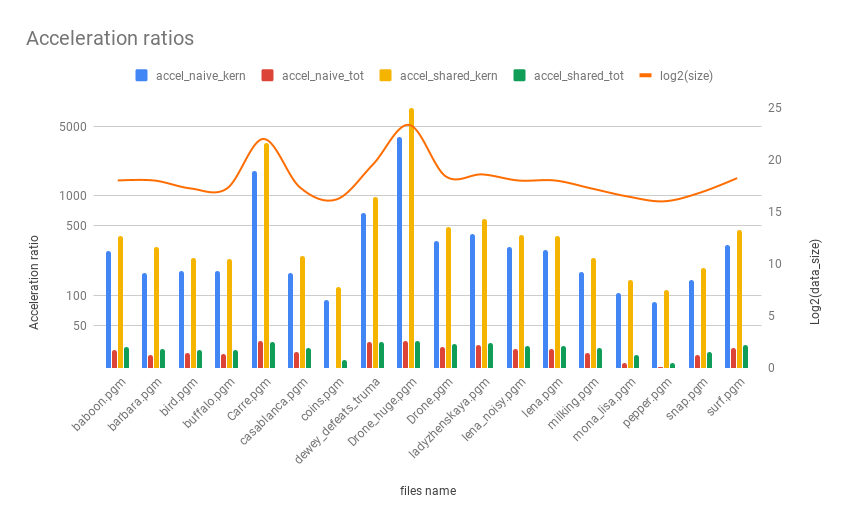 Acceleration ratios
accel_naive_kern accel_naive_tot accel_shared_kern accel_shared_tot log2(size)
5000
1000
500
100
50
25
20
15
10
5
0
Acceleration ratio
Log2(data_size)
baboon.pgm
barbara.pgm
bird.pgm
buffalo.pgm
Carre.pgm
casablanca.pgm
coins.pgm
dewey_defeats_truma
Drone_huge.pgm
Drone.pgm
ladyzhenskaya.pgm
lena_noisy.pgm
lena.pgm
milking.pgm
mona_lisa.pgm
pepper.pgm
snap.pgm
surf.pgm
files name